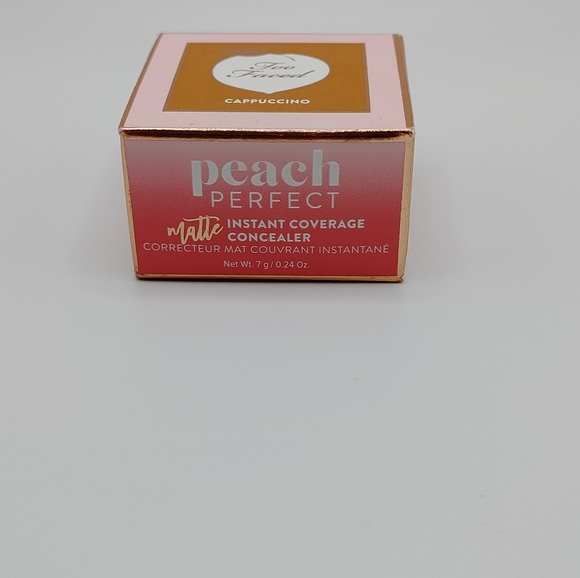 Too
Faced
CAPPUCCINO
peach
PERFECT
matte INSTANT COVERAGE
CONCEALER
CORRECTEUR MAT COUVRANT INSTANTANÉ
Net Wt. 7 g / 0.24 Oz.